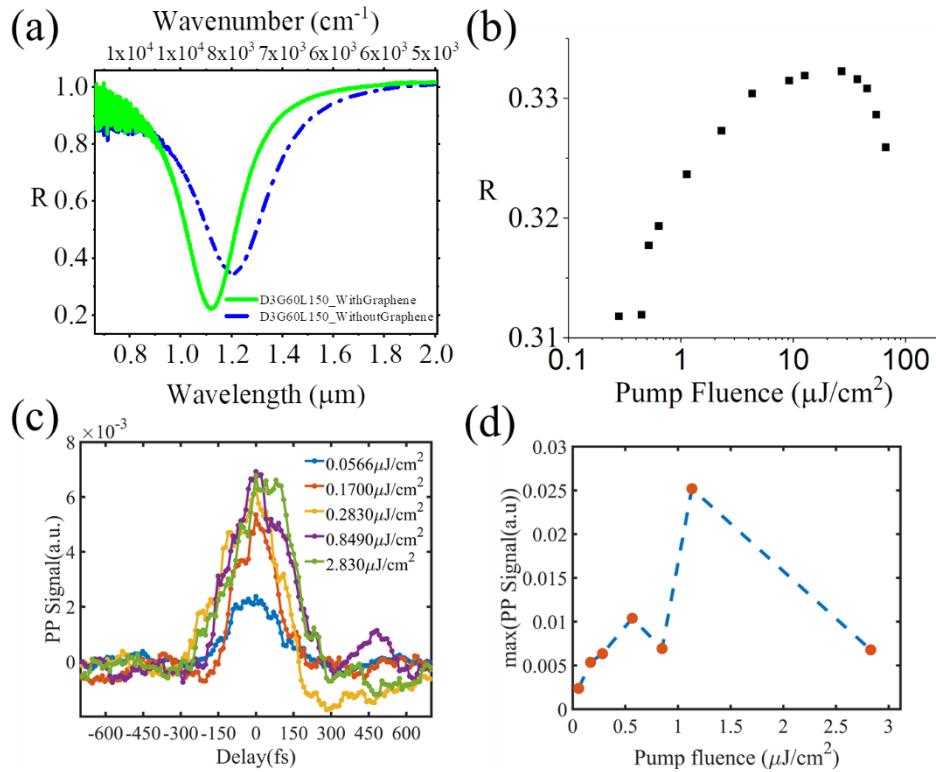 (a)
Wavenumber (cm⁻¹)
1x10⁴ 1x10⁴ 8x10³ 7x10³ 6x10³ 6x10³ 5x10³
1.0
0.8
R
0.6
0.4
0.2
D3G60L150_WithGraphene
D3G60L150_WithoutGraphene
0.8 1.0 1.2 1.4 1.6 1.8 2.0
Wavelength (μm)
(b)
0.33
R
0.32
0.31
0.1 1 10 100
Pump Fluence (μJ/cm²)
(c)
×10⁻³
8
6
4
2
0
PP Signal(a.u.)
0.0566μJ/cm²
0.1700μJ/cm²
0.2830μJ/cm²
0.8490μJ/cm²
2.830μJ/cm²
-600 -450 -300 -150 0 150 300 450 600
Delay(fs)
(d)
0.03
0.025
0.02
0.015
0.01
0.005
0
max(PP Signal(a.u))
0 0.5 1 1.5 2 2.5 3
Pump fluence (μJ/cm²)